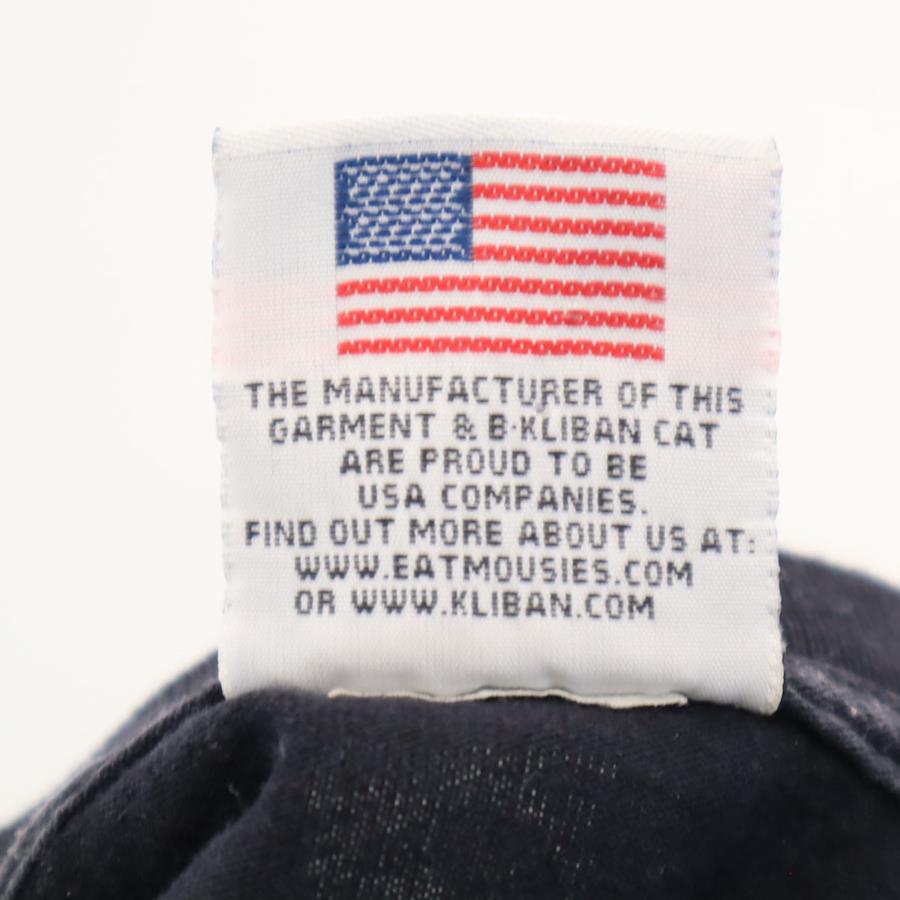 THE MANUFACTURER OF THIS
GARMENT & B·KLIBAN CAT
ARE PROUD TO BE
USA COMPANIES.
FIND OUT MORE ABOUT US AT:
WWW.EATMOUSIES.COM
OR WWW.KLIBAN.COM